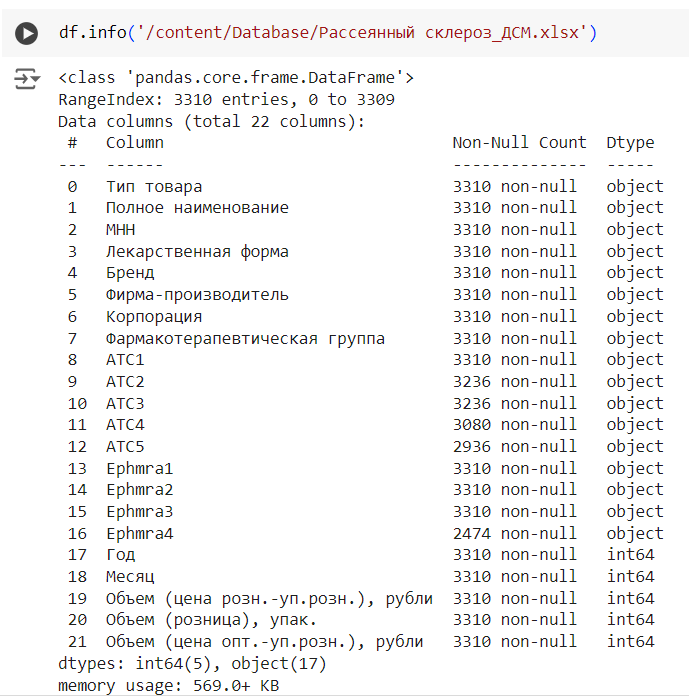 df.info('/content/Database/Рассеянный склероз_ДСМ.xlsx')
<class 'pandas.core.frame.DataFrame'>
RangeIndex: 3310 entries, 0 to 3309
Data columns (total 22 columns):
 #   Column                               Non-Null Count  Dtype
---  ------                               --------------  -----
 0   Тип товара                           3310 non-null   object
 1   Полное наименование                  3310 non-null   object
 2   МНН                                  3310 non-null   object
 3   Лекарственная форма                  3310 non-null   object
 4   Бренд                                3310 non-null   object
 5   Фирма-производитель                  3310 non-null   object
 6   Корпорация                           3310 non-null   object
 7   Фармакотерапевтическая группа        3310 non-null   object
 8   АТС1                                 3310 non-null   object
 9   АТС2                                 3236 non-null   object
 10  АТС3                                 3236 non-null   object
 11  АТС4                                 3080 non-null   object
 12  АТС5                                 2936 non-null   object
 13  Ephmra1                              3310 non-null   object
 14  Ephmra2                              3310 non-null   object
 15  Ephmra3                              3310 non-null   object
 16  Ephmra4                              2474 non-null   object
 17  Год                                  3310 non-null   int64
 18  Месяц                                3310 non-null   int64
 19  Объем (цена розн.-уп.розн.), рубли  3310 non-null   int64
 20  Объем (розница), упак.               3310 non-null   int64
 21  Объем (цена опт.-уп.розн.), рубли   3310 non-null   int64
dtypes: int64(5), object(17)
memory usage: 569.0+ KB